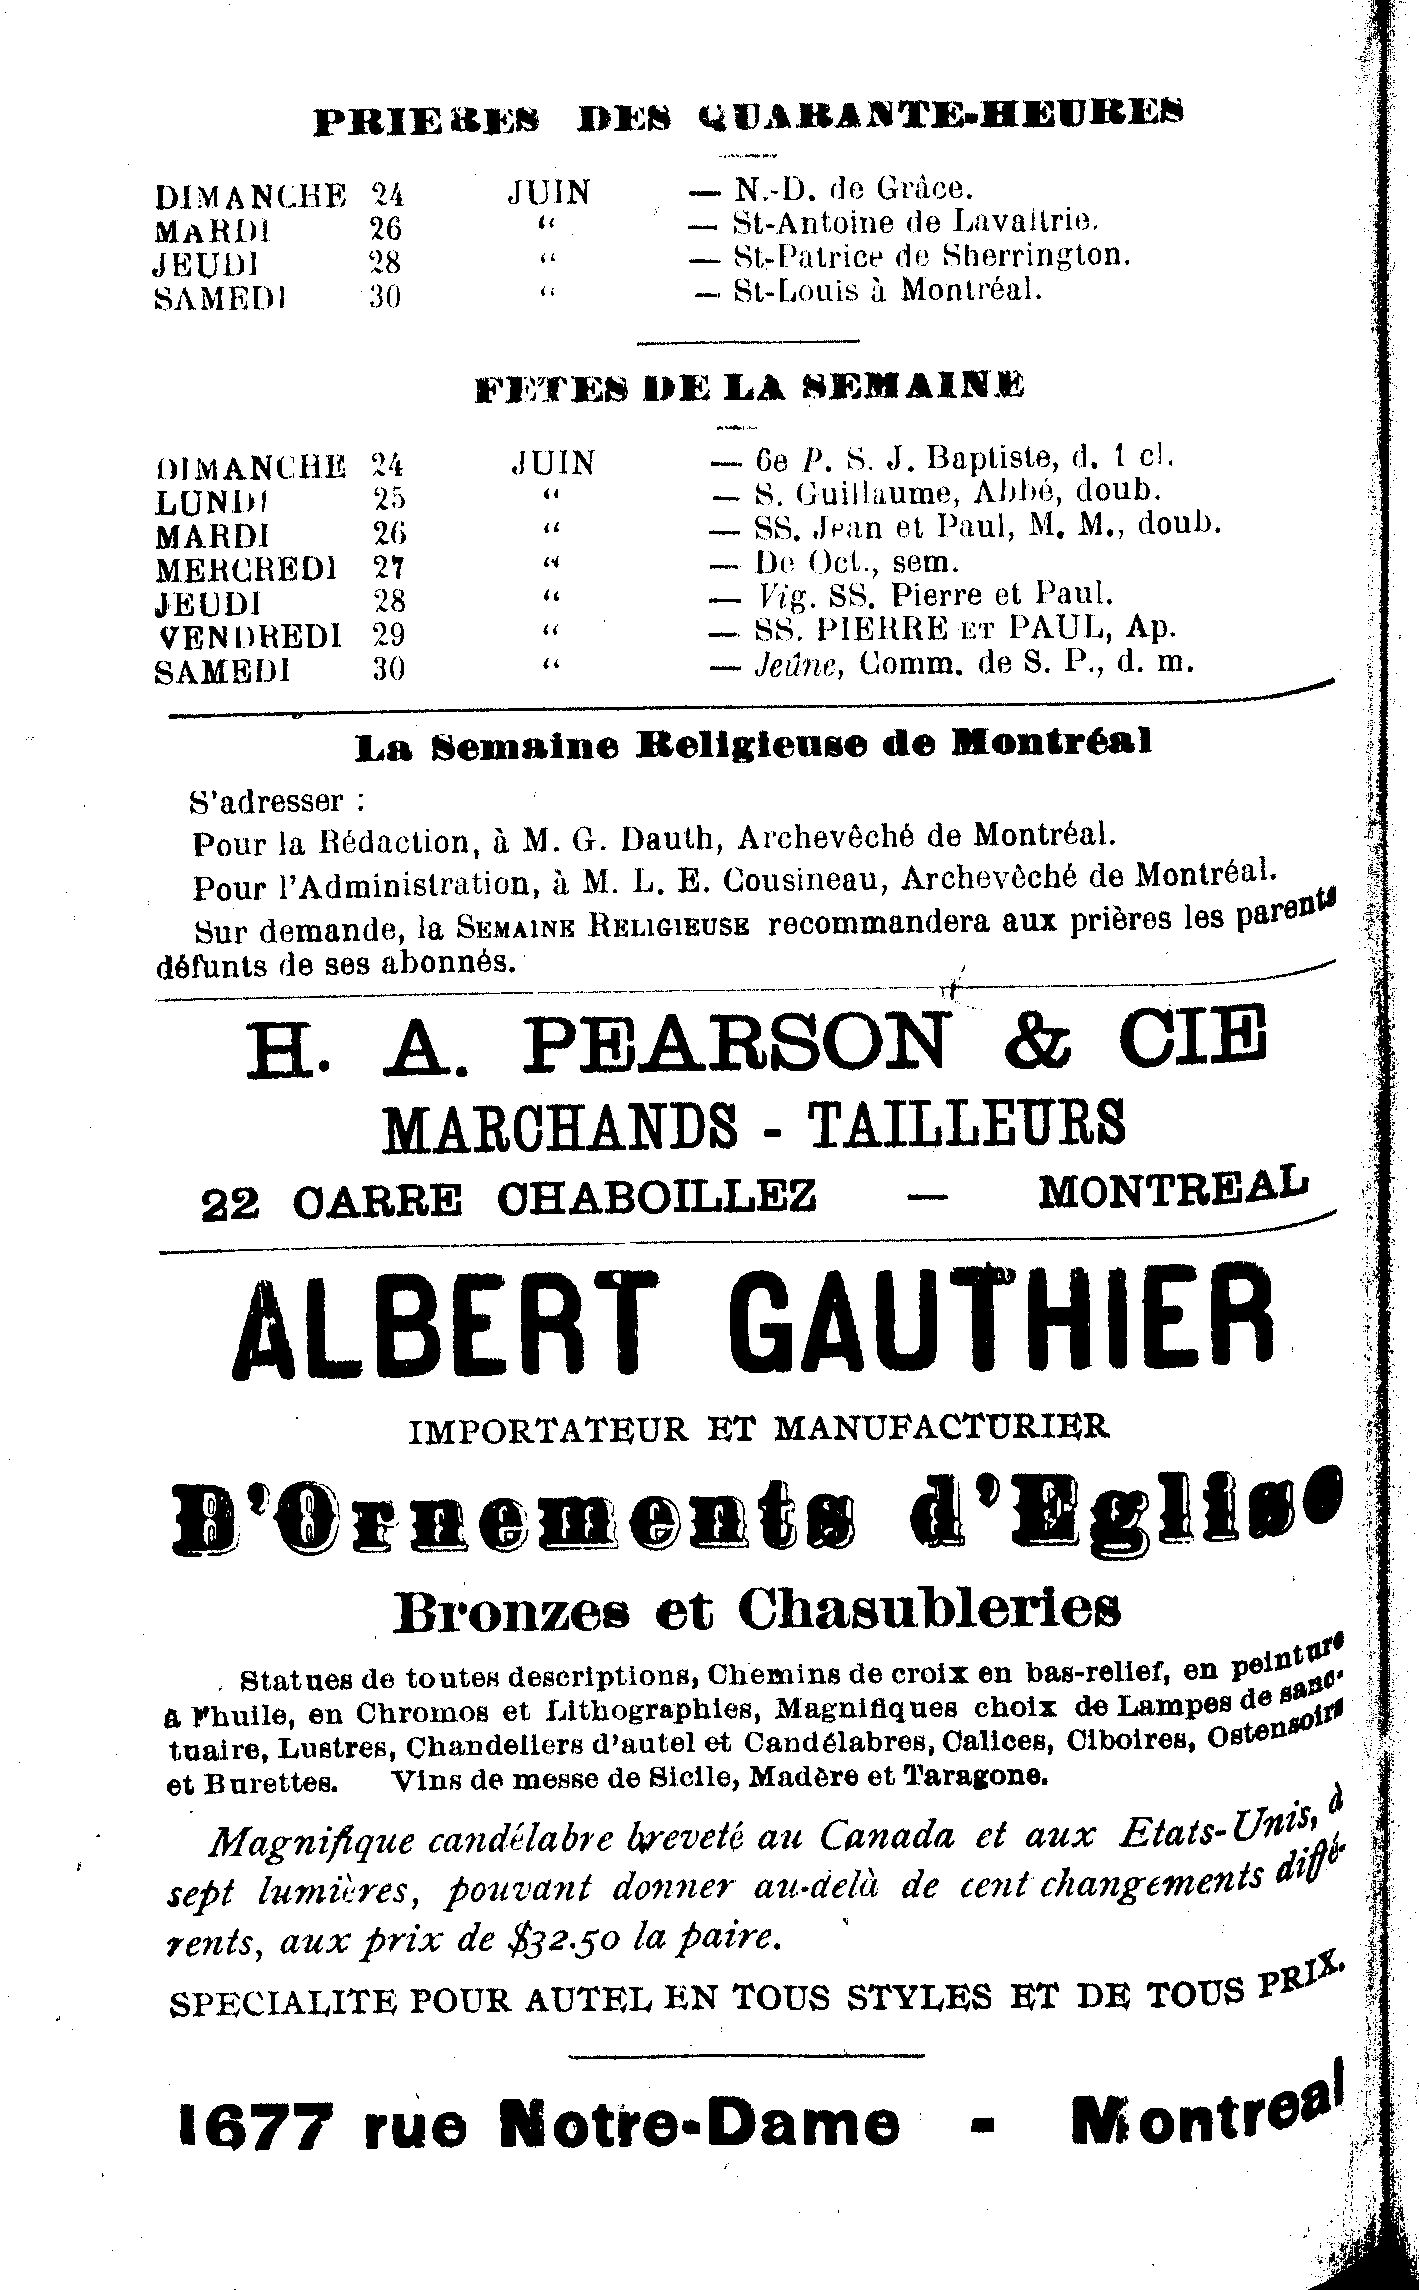 PRIERES DES QUARANTE-HEURES
DIMANCHE 24 JUIN — N.-D. de Grâce.
MARDI 26 “ — St-Antoine de Lavaltrie.
JEUDI 28 “ — St-Patrice de Sherrington.
SAMEDI 30 “ — St-Louis à Montréal.
FETES DE LA SEMAINE
DIMANCHE 24 JUIN — 6e P. S. J. Baptiste, d. 1 cl.
LUNDI 25 “ — S. Guillaume, Abbé, doub.
MARDI 26 “ — SS. Jean et Paul, M. M., doub.
MERCREDI 27 “ — De Oct., sem.
JEUDI 28 “ — Vig. SS. Pierre et Paul.
VENDREDI 29 “ — SS. PIERRE ET PAUL, Ap.
SAMEDI 30 “ — Jeûne, Comm. de S. P., d. m.
La Semaine Religieuse de Montréal
S'adresser :
Pour la Rédaction, à M. G. Dauth, Archevêché de Montréal.
Pour l'Administration, à M. L. E. Cousineau, Archevêché de Montréal.
Sur demande, la SEMAINE RELIGIEUSE recommandera aux prières les parents
défunts de ses abonnés.
H. A. PEARSON & CIE
MARCHANDS - TAILLEURS
22 CARRE CHABOILLEZ — MONTREAL
ALBERT GAUTHIER
IMPORTATEUR ET MANUFACTURIER
D'Ornements d'Eglise
Bronzes et Chasubleries
Statues de toutes descriptions, Chemins de croix en bas-relief, en peinture
à l'huile, en Chromos et Lithographies, Magnifiques choix de Lampes de sanc-
tuaire, Lustres, Chandeliers d'autel et Candélabres, Calices, Ciboires, Ostensoirs
et Burettes. Vins de messe de Sicile, Madère et Taragone.
Magnifique candélabre breveté au Canada et aux Etats-Unis, à
sept lumières, pouvant donner au-delà de cent changements diffé-
rents, aux prix de $32.50 la paire.
SPECIALITE POUR AUTEL EN TOUS STYLES ET DE TOUS PRIX.
1677 rue Notre-Dame - Montreal